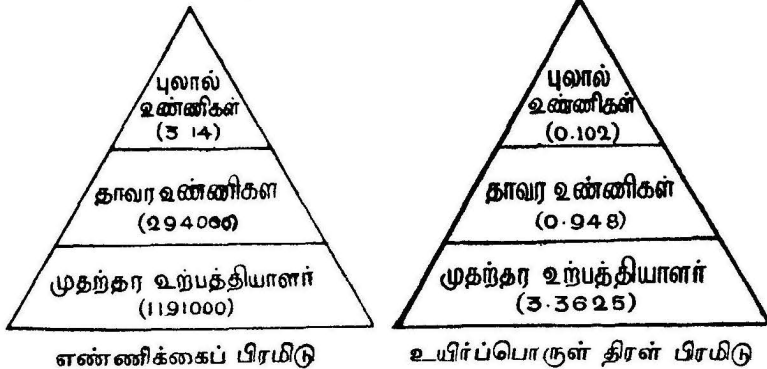 புலால்
உண்ணிகள்
(3 14)
தாவர உண்ணிகள
(294000)
முதற்தர உற்பத்தியாளர்
(1191000)
எண்ணிக்கைப் பிரமிடு
புலால்
உண்ணிகள்
(0.102)
தாவர உண்ணிகள்
(0.948)
முதற்தர உற்பத்தியாளர்
(3.3625)
உயிர்ப்பொருள் திரள் பிரமிடு